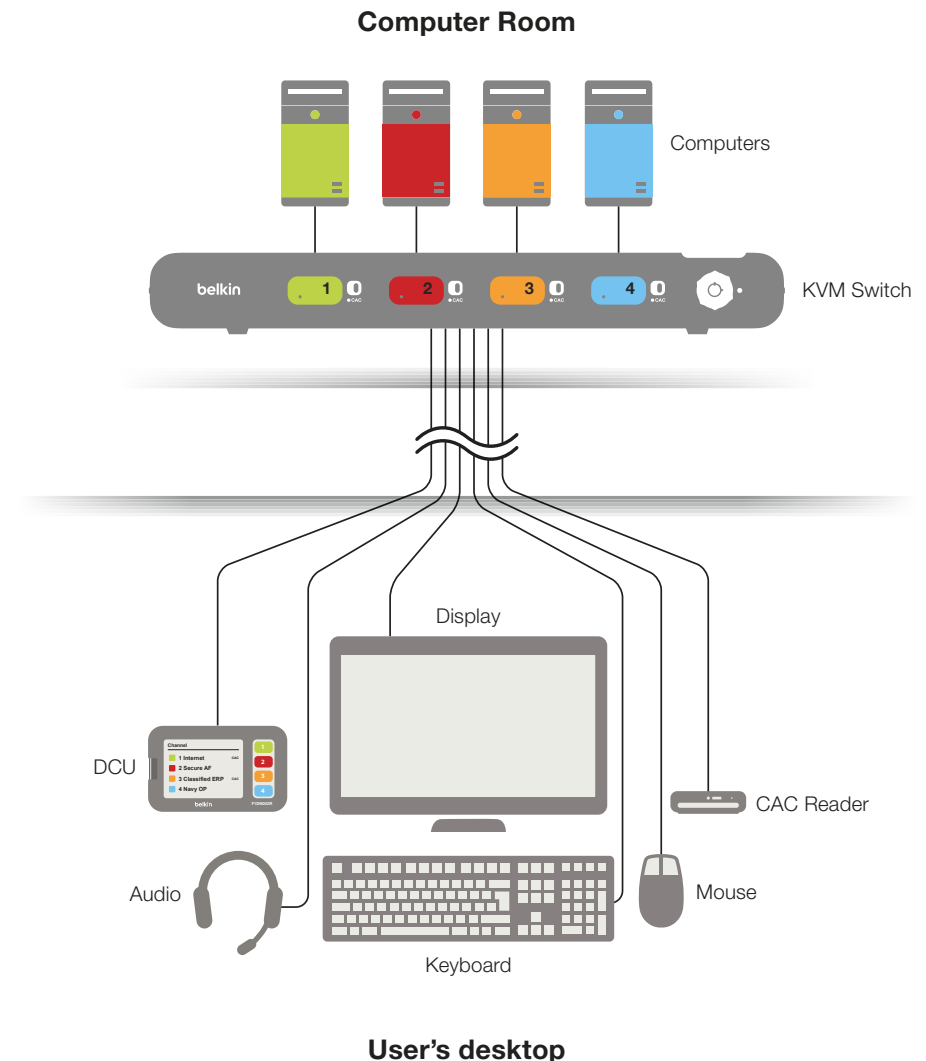 Computer Room
Computers
belkin 1 CAC 2 CAC 3 CAC 4 CAC
KVM Switch
Display
DCU
Channel
1 Internet CAC
2 Secure AF
3 Classified ERP CAC
4 Navy OP
belkin
1
2
3
4
CAC Reader
Audio
Mouse
Keyboard
User’s desktop